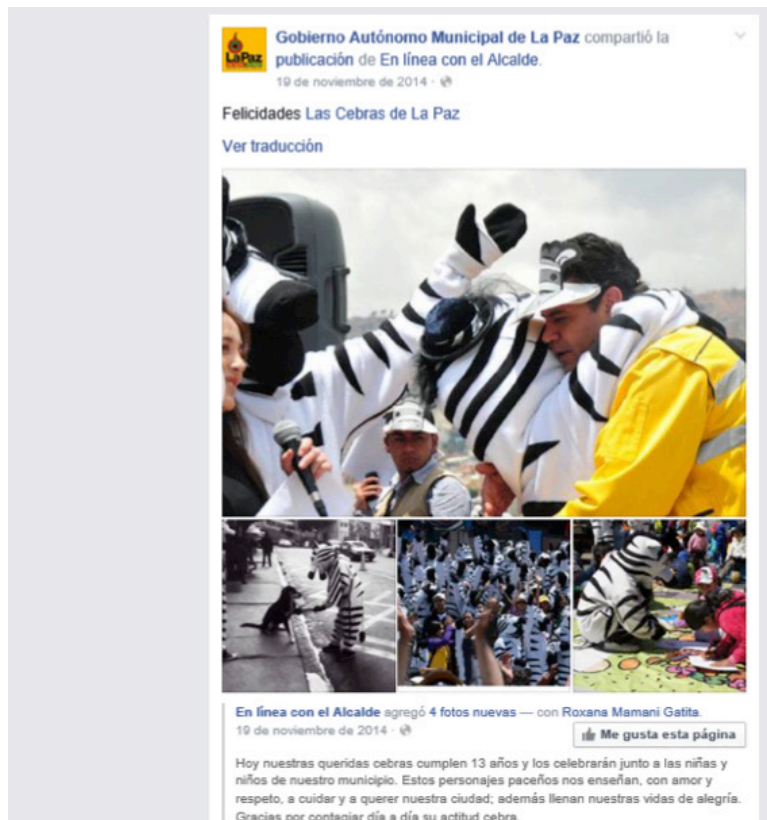 Gobierno Autónomo Municipal de La Paz compartió la
publicación de En línea con el Alcalde.
19 de noviembre de 2014 ·
LaPaz
Felicidades Las Cebras de La Paz
Ver traducción
En línea con el Alcalde agregó 4 fotos nuevas — con Roxana Mamani Gatita.
19 de noviembre de 2014 ·
Me gusta esta página
Hoy nuestras queridas cebras cumplen 13 años y los celebrarán junto a las niñas y
niños de nuestro municipio. Estos personajes paceños nos enseñan, con amor y
respeto, a cuidar y a querer nuestra ciudad; además llenan nuestras vidas de alegría.
Gracias por contagiar día a día su actitud cebra.